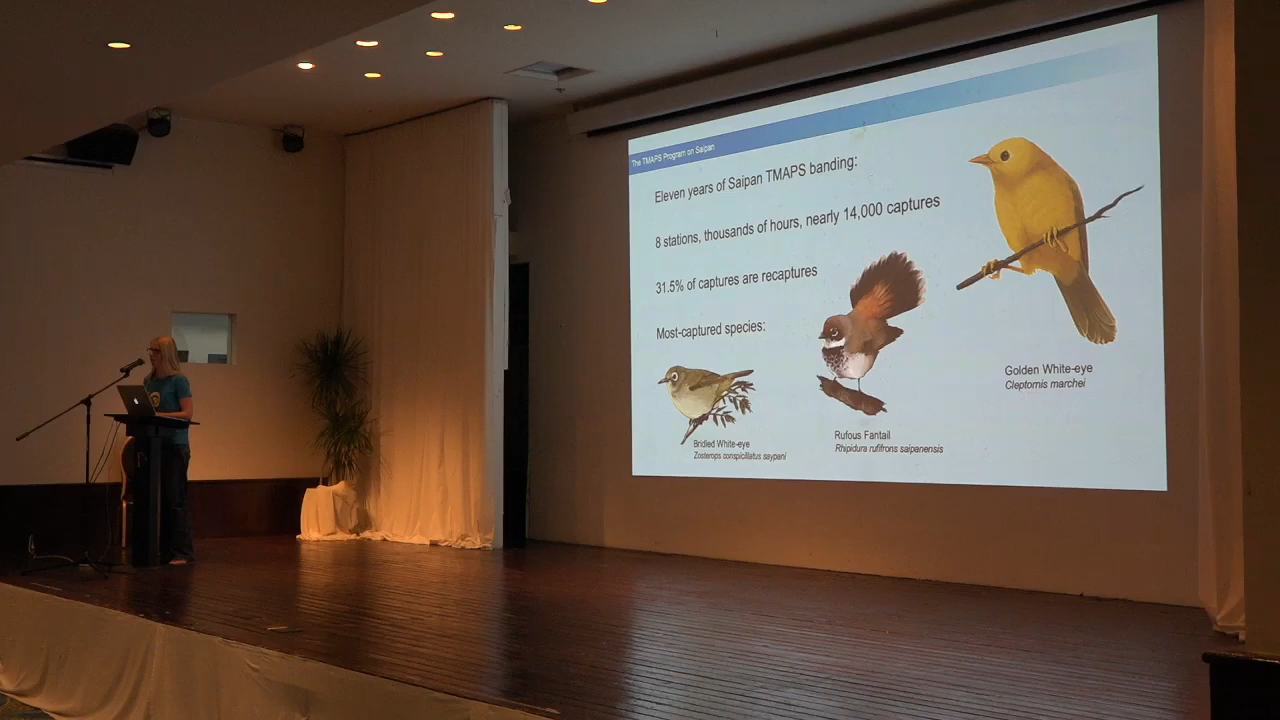 The TMAPS Program on Saipan
Eleven years of Saipan TMAPS banding:
8 stations, thousands of hours, nearly 14,000 captures
31.5% of captures are recaptures
Most-captured species:
Bridled White-eye
Zosterops conspicillatus saypani
Rufous Fantail
Rhipidura rufifrons saipanensis
Golden White-eye
Cleptornis marchei